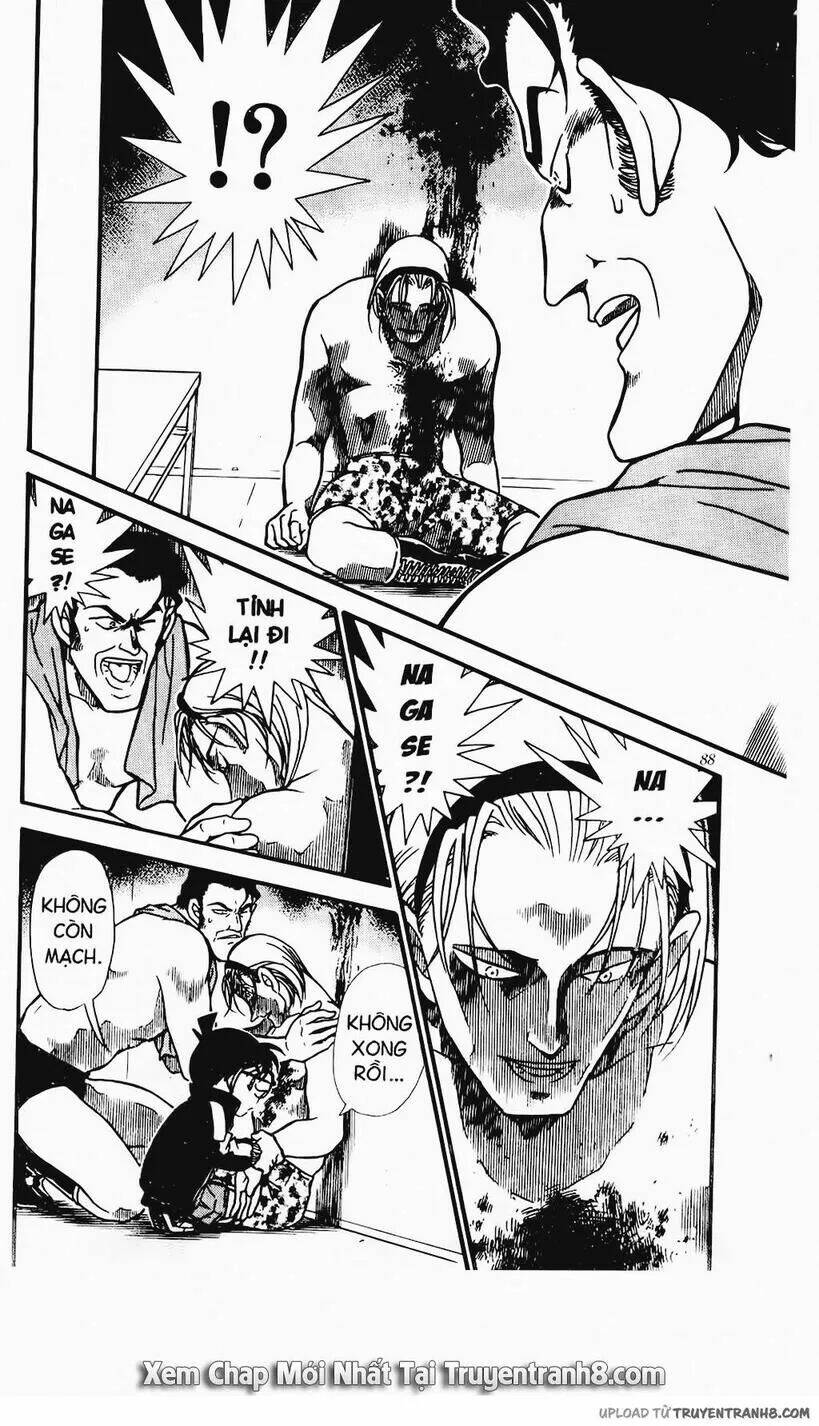 !?
NA
GA
SE
?!
TỈNH
LẠI ĐI
!!
NA
GA
SE
?!
NA
...
88
KHÔNG
CÒN
MẠCH.
KHÔNG
XONG
RỒI...
Xem Chap Mới Nhất Tại Truyentranh8.com
UPLOAD TỪ TRUYENTRANH8.COM